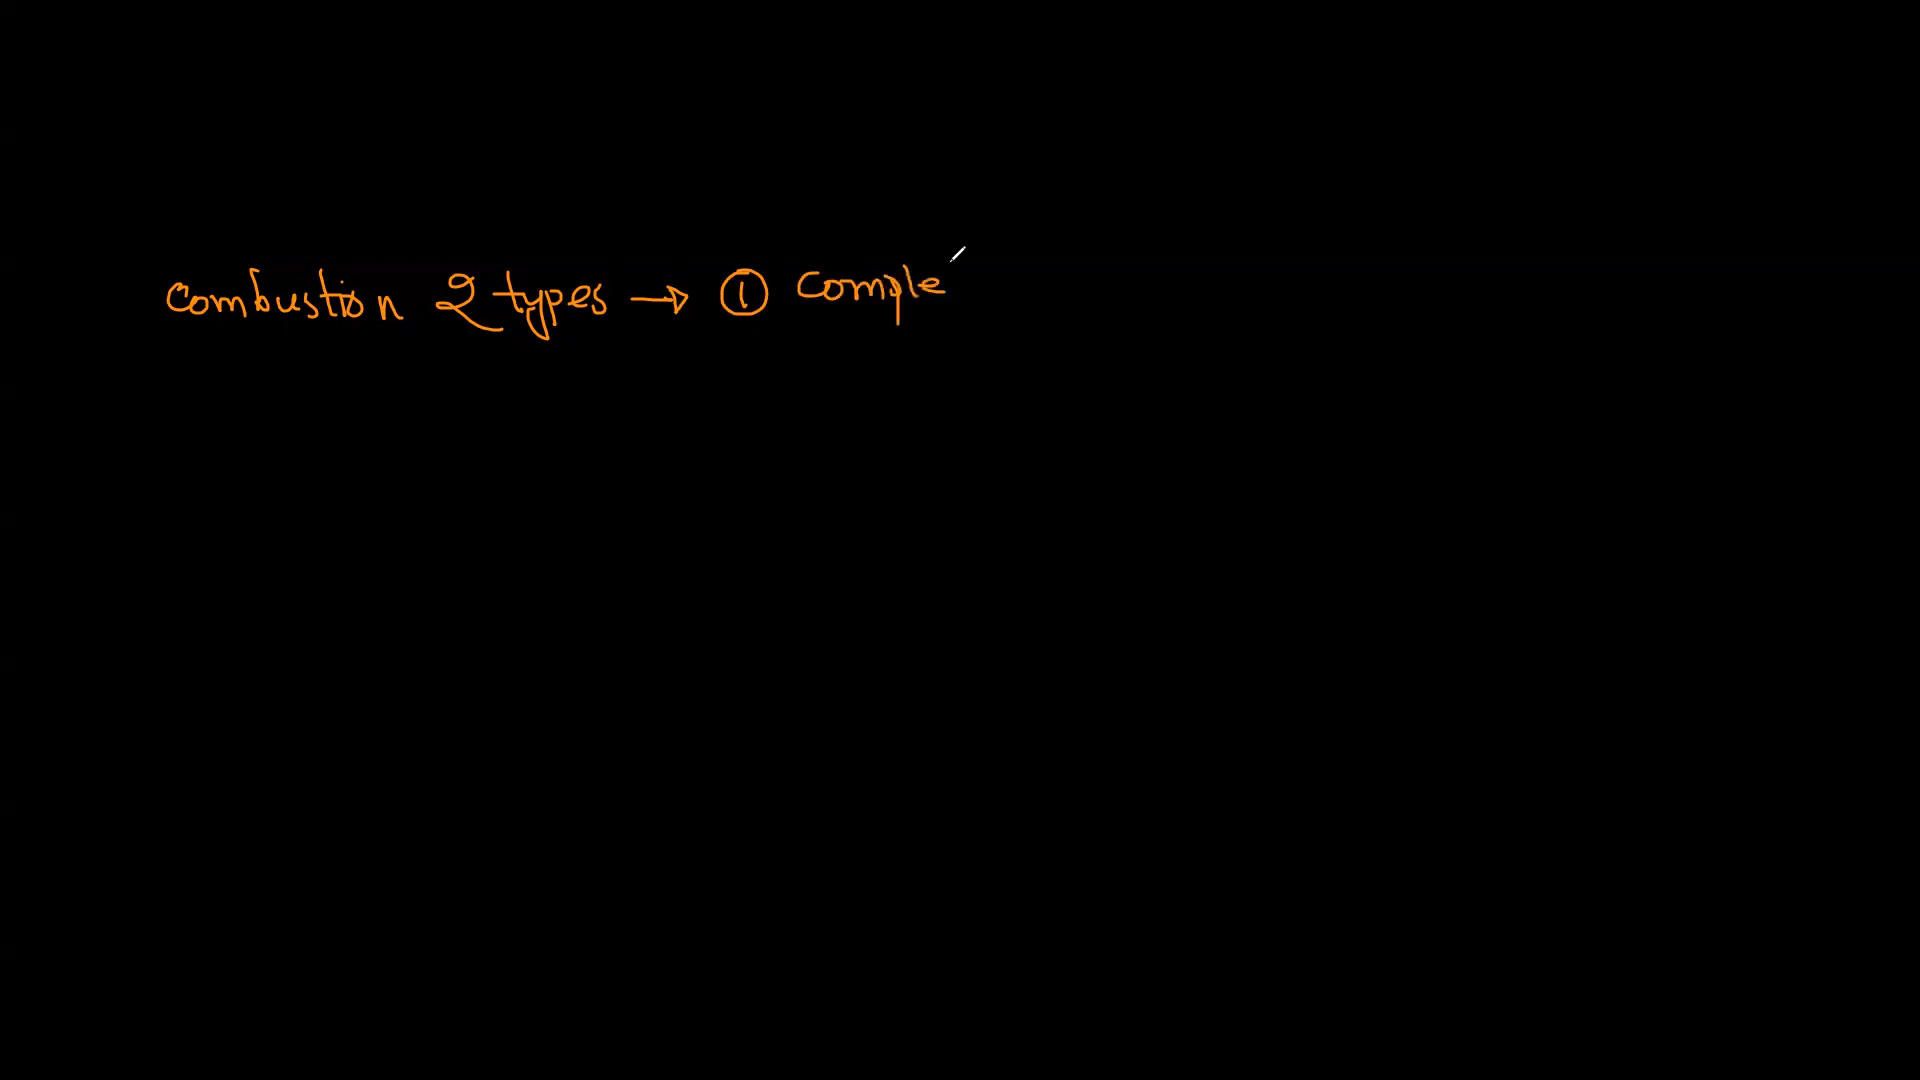 Combustion 2 types → ① Comple